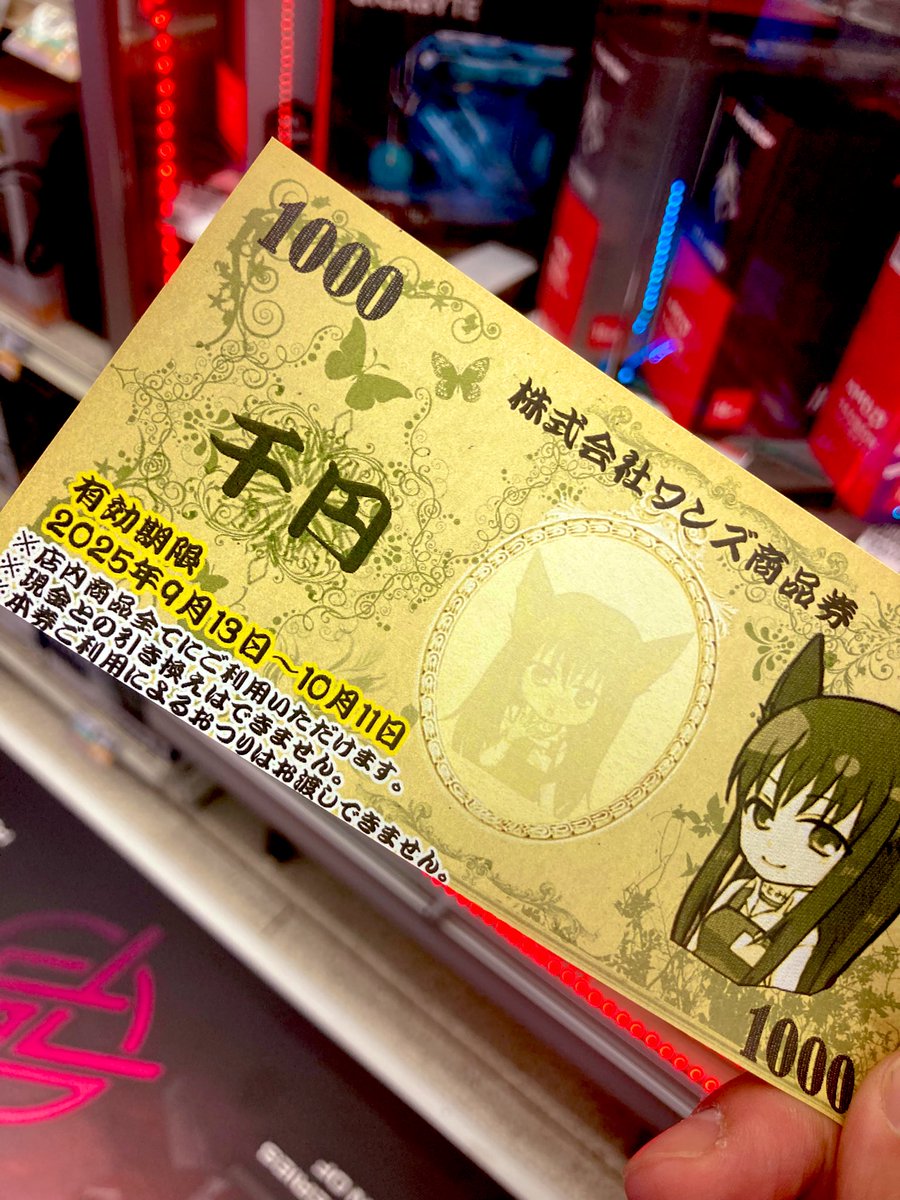 GIGABYTE
1000
千円
株式会社ワンズ商品券
有効期限
2025年9月13日～10月11日
※店内商品全てにご利用いただけます。
※現金との引き換えはできません。
※本券ご利用によるおつりはお渡しできません。
1000